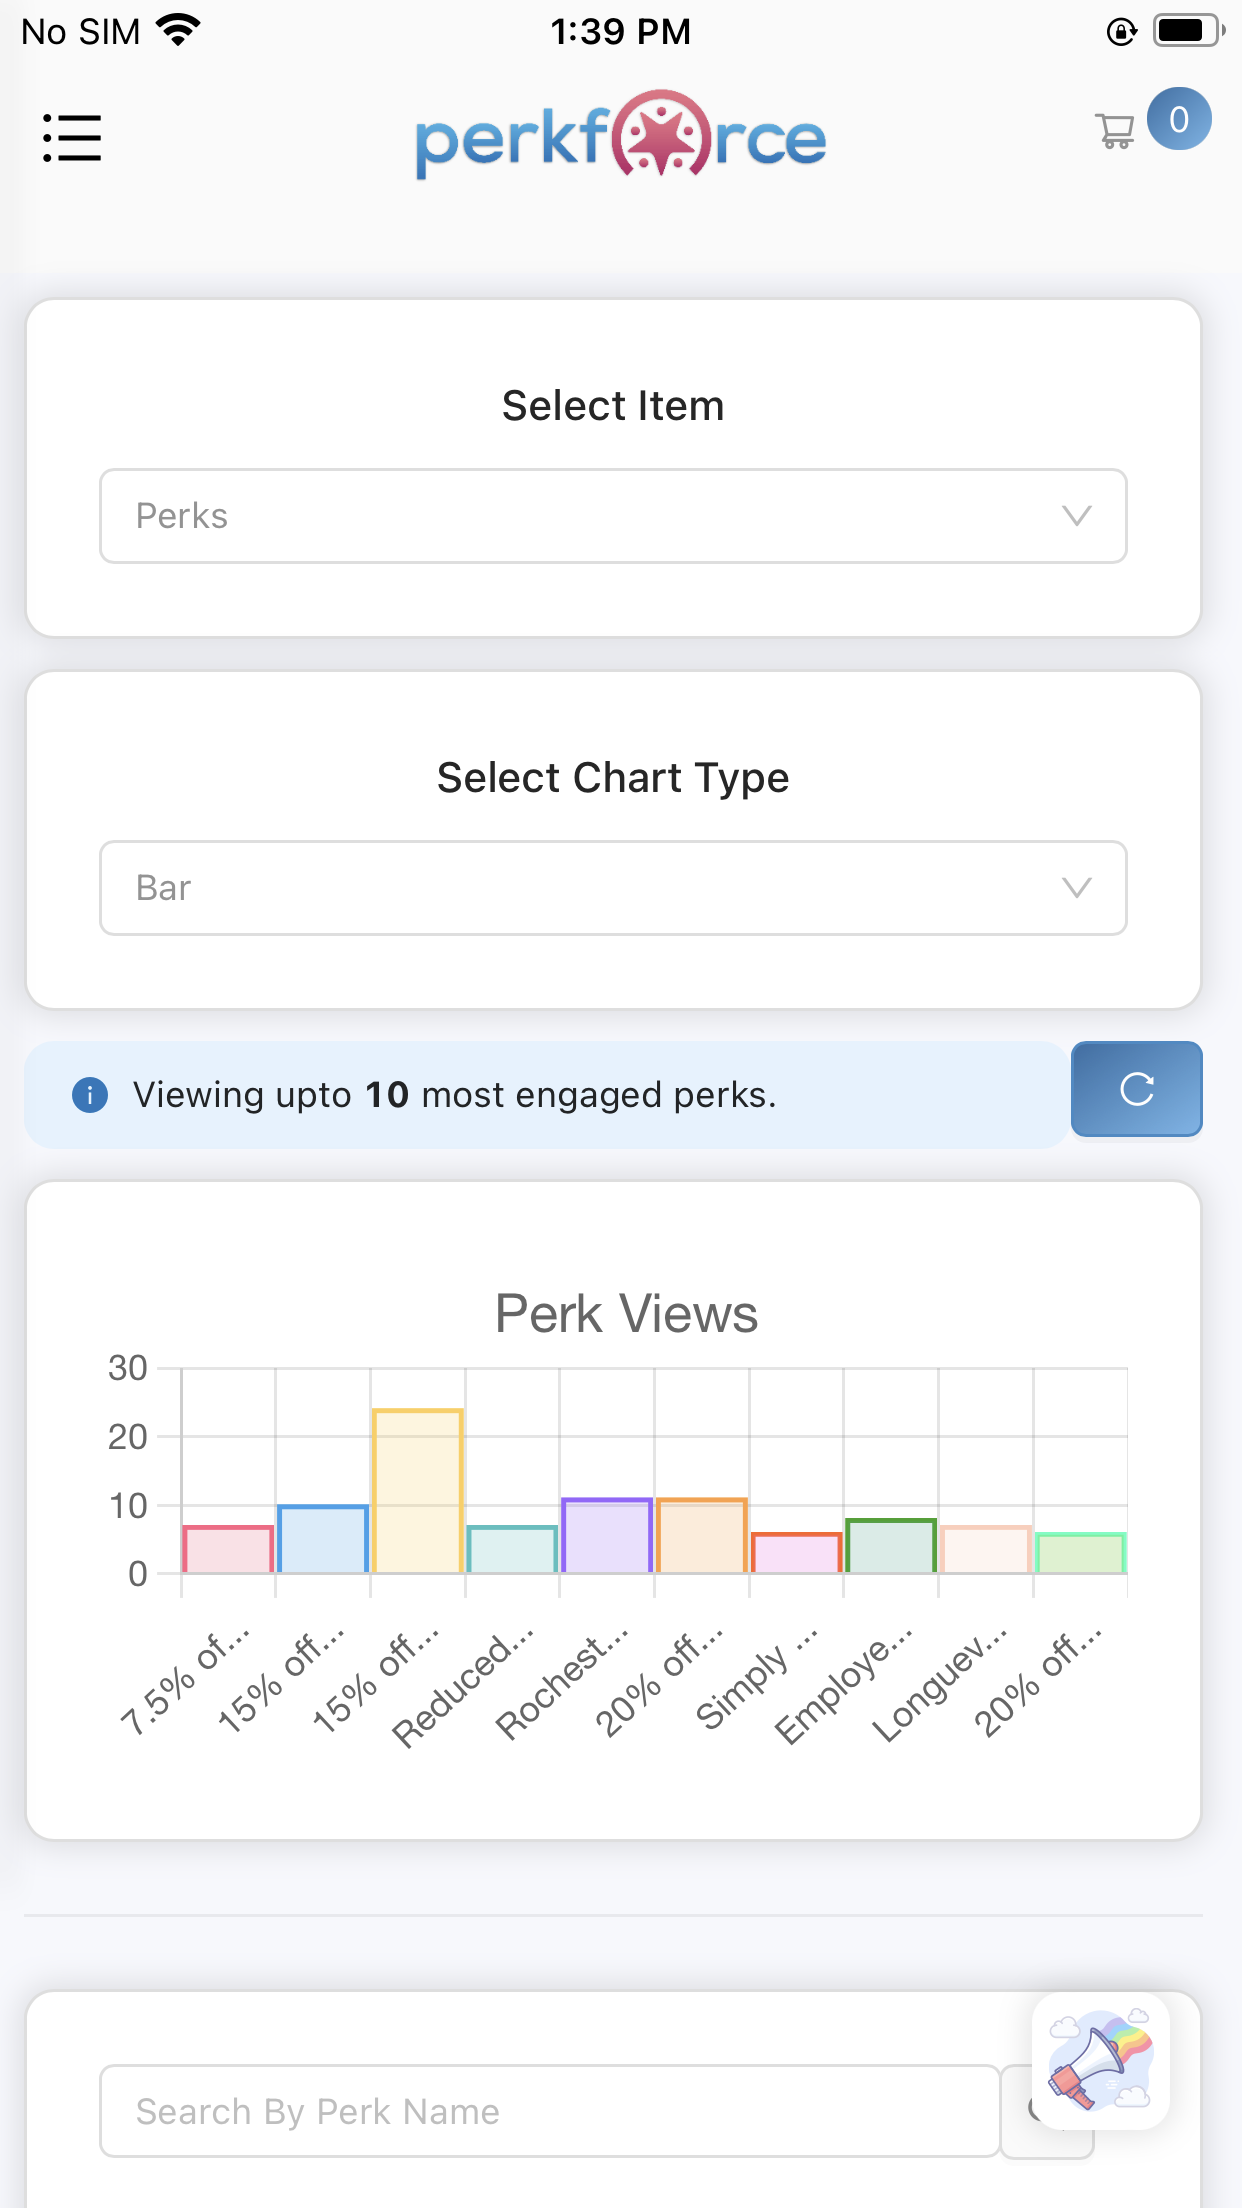 No SIM 1:39 PM
perkforce 0
Select Item
Perks
Select Chart Type
Bar
Viewing upto 10 most engaged perks.
Perk Views
30
20
10
0
7.5% of...
15% off...
15% off...
Reduced...
Rochest...
20% off...
Simply ...
Employe...
Longuev...
20% off...
Search By Perk Name